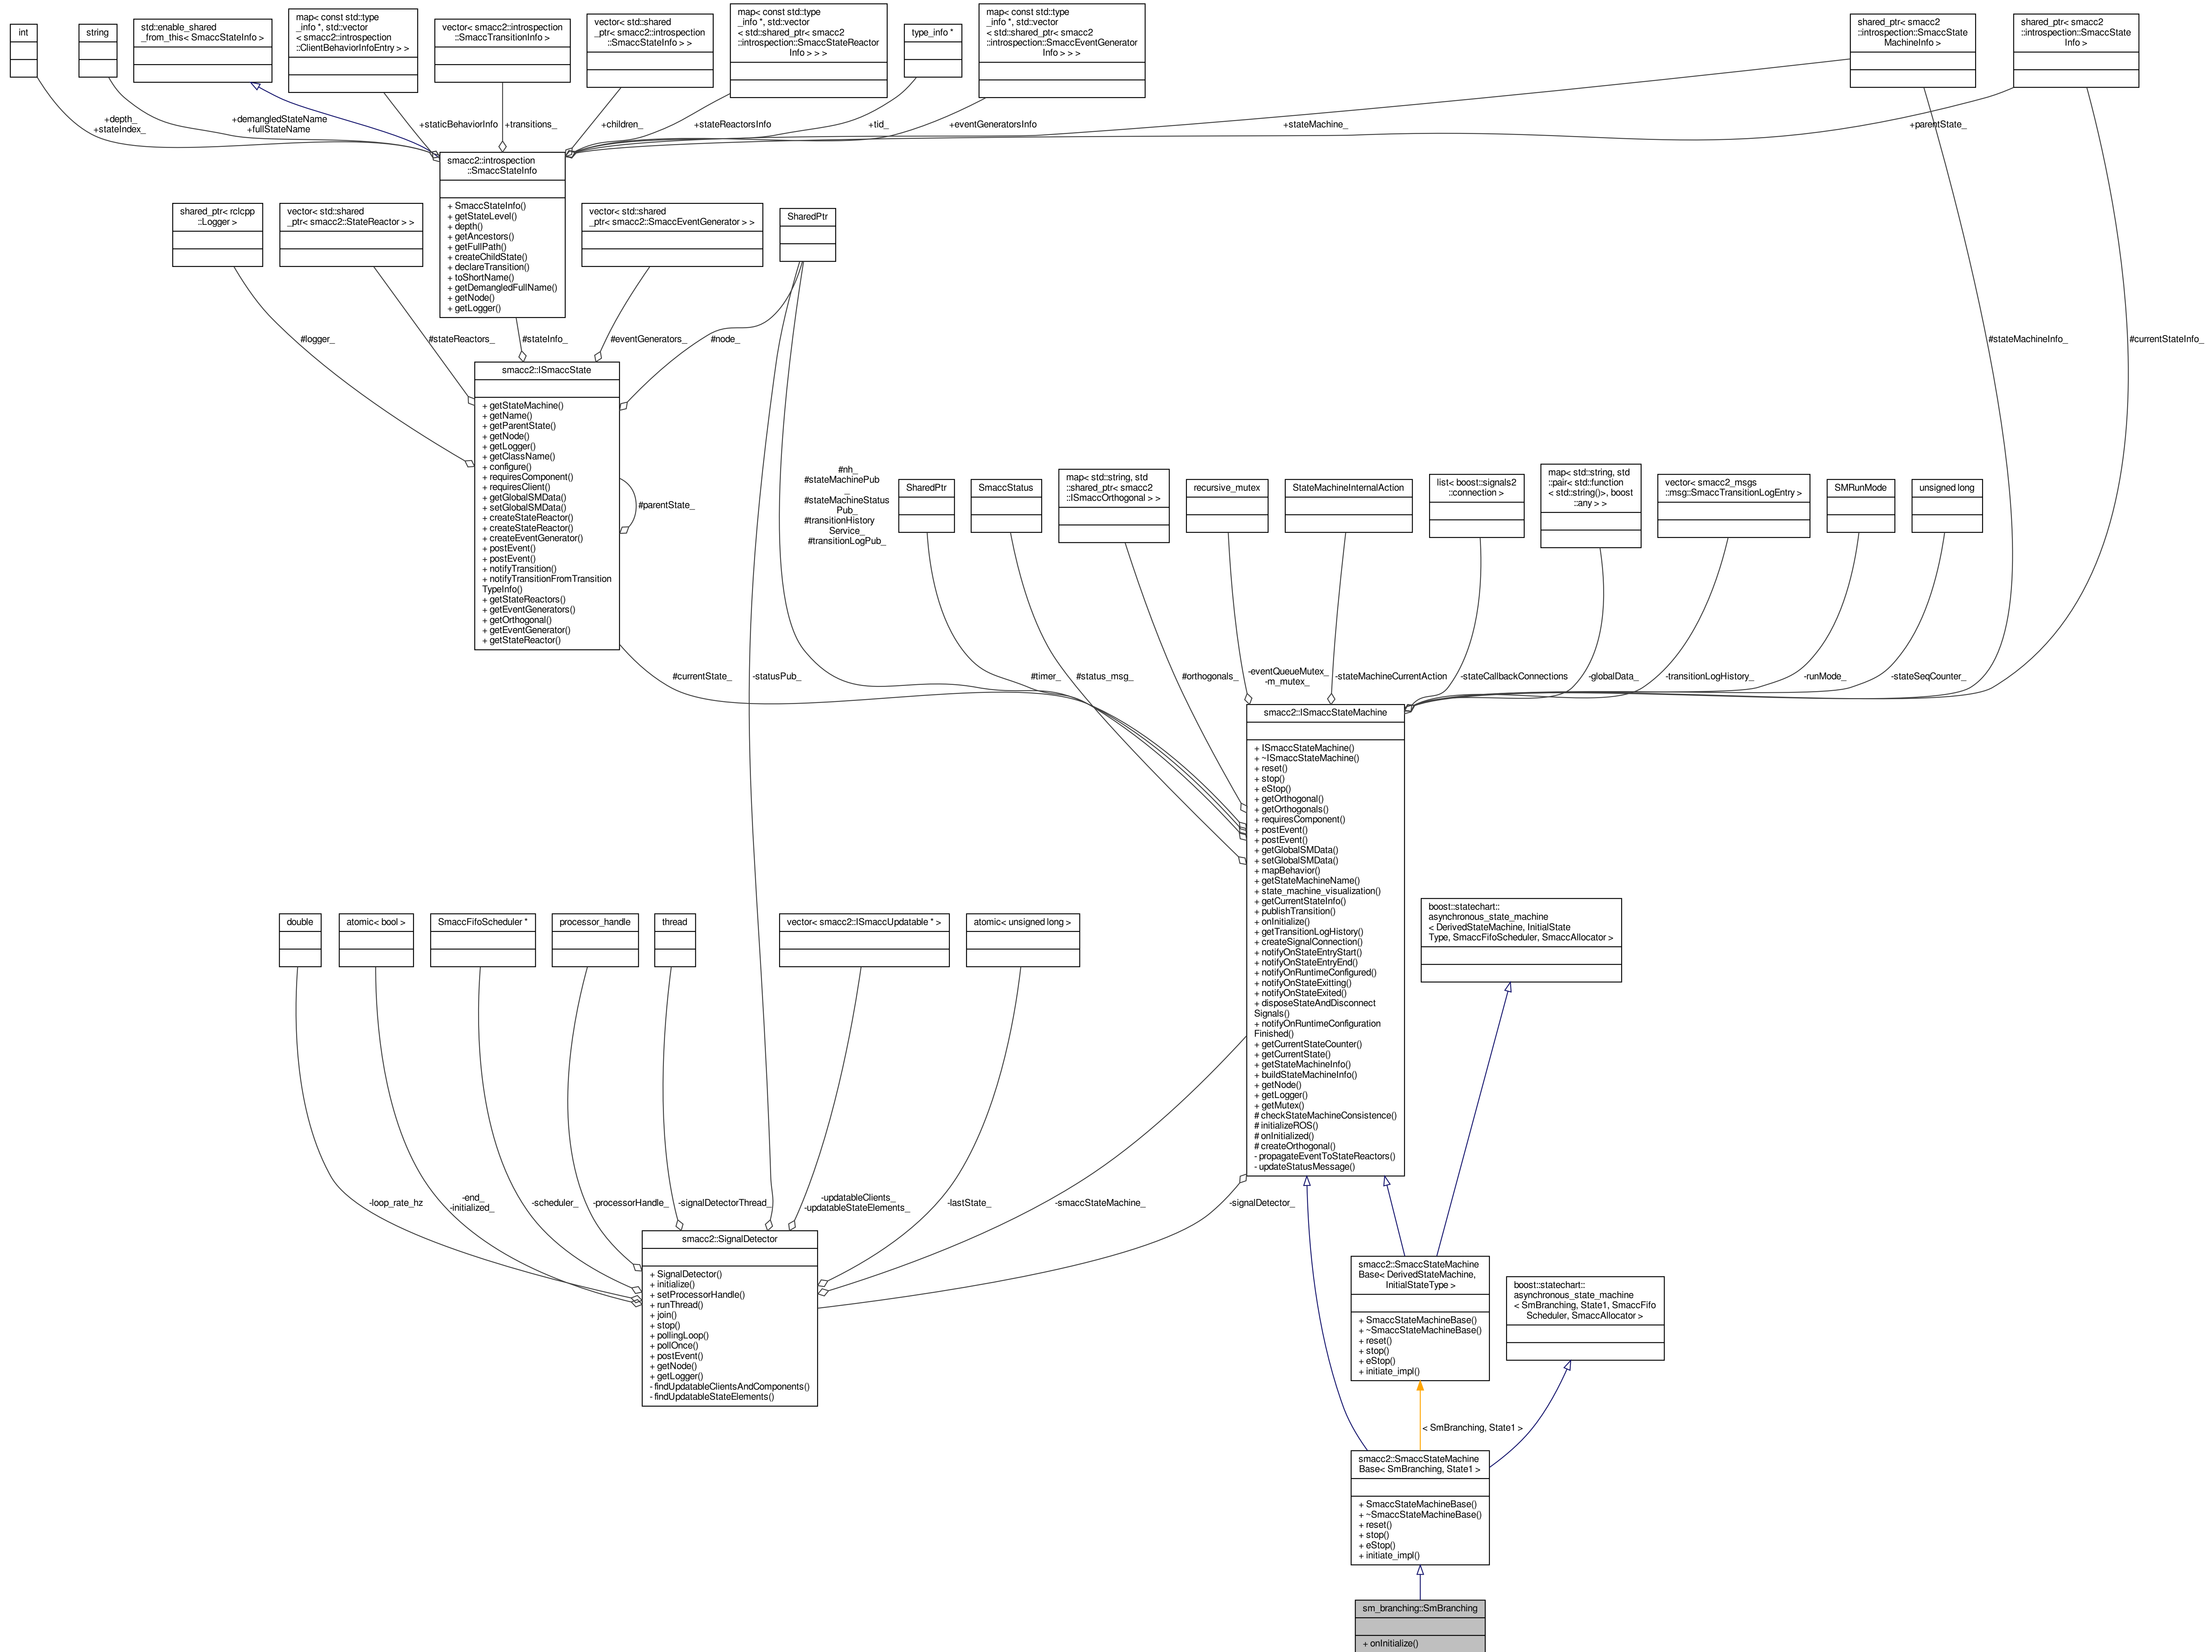 int
string
std::enable_shared
_from_this< SmaccStateInfo >
map< const std::type
_info *, std::vector
< smacc2::introspection
::ClientBehaviorInfoEntry > >
vector< smacc2::introspection
::SmaccTransitionInfo >
vector< std::shared
_ptr< smacc2::introspection
::SmaccStateInfo > >
map< const std::type
_info *, std::vector
< std::shared_ptr< smacc2
::introspection::SmaccStateReactor
Info > > >
type_info *
map< const std::type
_info *, std::vector
< std::shared_ptr< smacc2
::introspection::SmaccEventGenerator
Info > > >
shared_ptr< smacc2
::introspection::SmaccState
MachineInfo >
shared_ptr< smacc2
::introspection::SmaccState
Info >
+depth_
+stateIndex_
+demangledStateName
+fullStateName
+staticBehaviorInfo
+transitions_
+children_
+stateReactorsInfo
+tid_
+eventGeneratorsInfo
+stateMachine_
+parentState_
smacc2::introspection
::SmaccStateInfo
+ SmaccStateInfo()
+ getStateLevel()
+ depth()
+ getAncestors()
+ getFullPath()
+ createChildState()
+ declareTransition()
+ toShortName()
+ getDemangledFullName()
+ getNode()
+ getLogger()
shared_ptr< rclcpp
::Logger >
vector< std::shared
_ptr< smacc2::StateReactor > >
vector< std::shared
_ptr< smacc2::SmaccEventGenerator > >
SharedPtr
#logger_
#stateReactors_
#stateInfo_
#eventGenerators_
#node_
#stateMachineInfo_
#currentStateInfo_
smacc2::ISmaccState
+ getStateMachine()
+ getName()
+ getParentState()
+ getNode()
+ getLogger()
+ getClassName()
+ configure()
+ requiresComponent()
+ requiresClient()
+ getGlobalSMData()
+ setGlobalSMData()
+ createStateReactor()
+ createStateReactor()
+ createEventGenerator()
+ postEvent()
+ postEvent()
+ notifyTransition()
+ notifyTransitionFromTransition
TypeInfo()
+ getStateReactors()
+ getEventGenerators()
+ getOrthogonal()
+ getEventGenerator()
+ getStateReactor()
#parentState_
#nh_
#stateMachinePub
_
#stateMachineStatus
Pub_
#transitionHistory
Service_
#transitionLogPub_
SharedPtr
SmaccStatus
map< std::string, std
::shared_ptr< smacc2
::ISmaccOrthogonal > >
recursive_mutex
StateMachineInternalAction
list< boost::signals2
::connection >
map< std::string, std
::pair< std::function
< std::string()>, boost
::any > >
vector< smacc2_msgs
::msg::SmaccTransitionLogEntry >
SMRunMode
unsigned long
#currentState_
-statusPub_
#timer_
#status_msg_
#orthogonals_
-eventQueueMutex_
-m_mutex_
-stateMachineCurrentAction
-stateCallbackConnections
-globalData_
-transitionLogHistory_
-runMode_
-stateSeqCounter_
smacc2::ISmaccStateMachine
+ ISmaccStateMachine()
+ ~ISmaccStateMachine()
+ reset()
+ stop()
+ eStop()
+ getOrthogonal()
+ getOrthogonals()
+ requiresComponent()
+ postEvent()
+ postEvent()
+ getGlobalSMData()
+ setGlobalSMData()
+ mapBehavior()
+ getStateMachineName()
+ state_machine_visualization()
+ getCurrentStateInfo()
+ publishTransition()
+ onInitialize()
+ getTransitionLogHistory()
+ createSignalConnection()
+ notifyOnStateEntryStart()
+ notifyOnStateEntryEnd()
+ notifyOnRuntimeConfigured()
+ notifyOnStateExitting()
+ notifyOnStateExited()
+ disposeStateAndDisconnect
Signals()
+ notifyOnRuntimeConfiguration
Finished()
+ getCurrentStateCounter()
+ getCurrentState()
+ getStateMachineInfo()
+ buildStateMachineInfo()
+ getNode()
+ getLogger()
+ getMutex()
# checkStateMachineConsistence()
# initializeROS()
# onInitialized()
# createOrthogonal()
- propagateEventToStateReactors()
- updateStatusMessage()
boost::statechart::
asynchronous_state_machine
< DerivedStateMachine, InitialState
Type, SmaccFifoScheduler, SmaccAllocator >
double
atomic< bool >
SmaccFifoScheduler *
processor_handle
thread
vector< smacc2::ISmaccUpdatable * >
atomic< unsigned long >
-loop_rate_hz
-end_
-initialized_
-scheduler_
-processorHandle_
-signalDetectorThread_
-updatableClients_
-updatableStateElements_
-lastState_
-smaccStateMachine_
-signalDetector_
smacc2::SignalDetector
+ SignalDetector()
+ initialize()
+ setProcessorHandle()
+ runThread()
+ join()
+ stop()
+ pollingLoop()
+ pollOnce()
+ postEvent()
+ getNode()
+ getLogger()
- findUpdatableClientsAndComponents()
- findUpdatableStateElements()
smacc2::SmaccStateMachine
Base< DerivedStateMachine,
InitialStateType >
+ SmaccStateMachineBase()
+ ~SmaccStateMachineBase()
+ reset()
+ stop()
+ eStop()
+ initiate_impl()
boost::statechart::
asynchronous_state_machine
< SmBranching, State1, SmaccFifo
Scheduler, SmaccAllocator >
< SmBranching, State1 >
smacc2::SmaccStateMachine
Base< SmBranching, State1 >
+ SmaccStateMachineBase()
+ ~SmaccStateMachineBase()
+ reset()
+ stop()
+ eStop()
+ initiate_impl()
sm_branching::SmBranching
+ onInitialize()